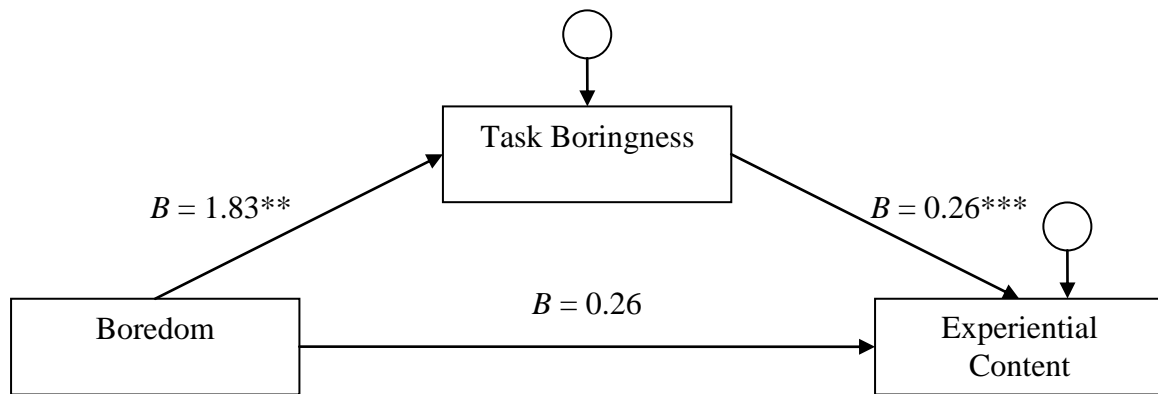 Task Boringness
B = 1.83**
B = 0.26***
B = 0.26
Boredom
Experiential
Content